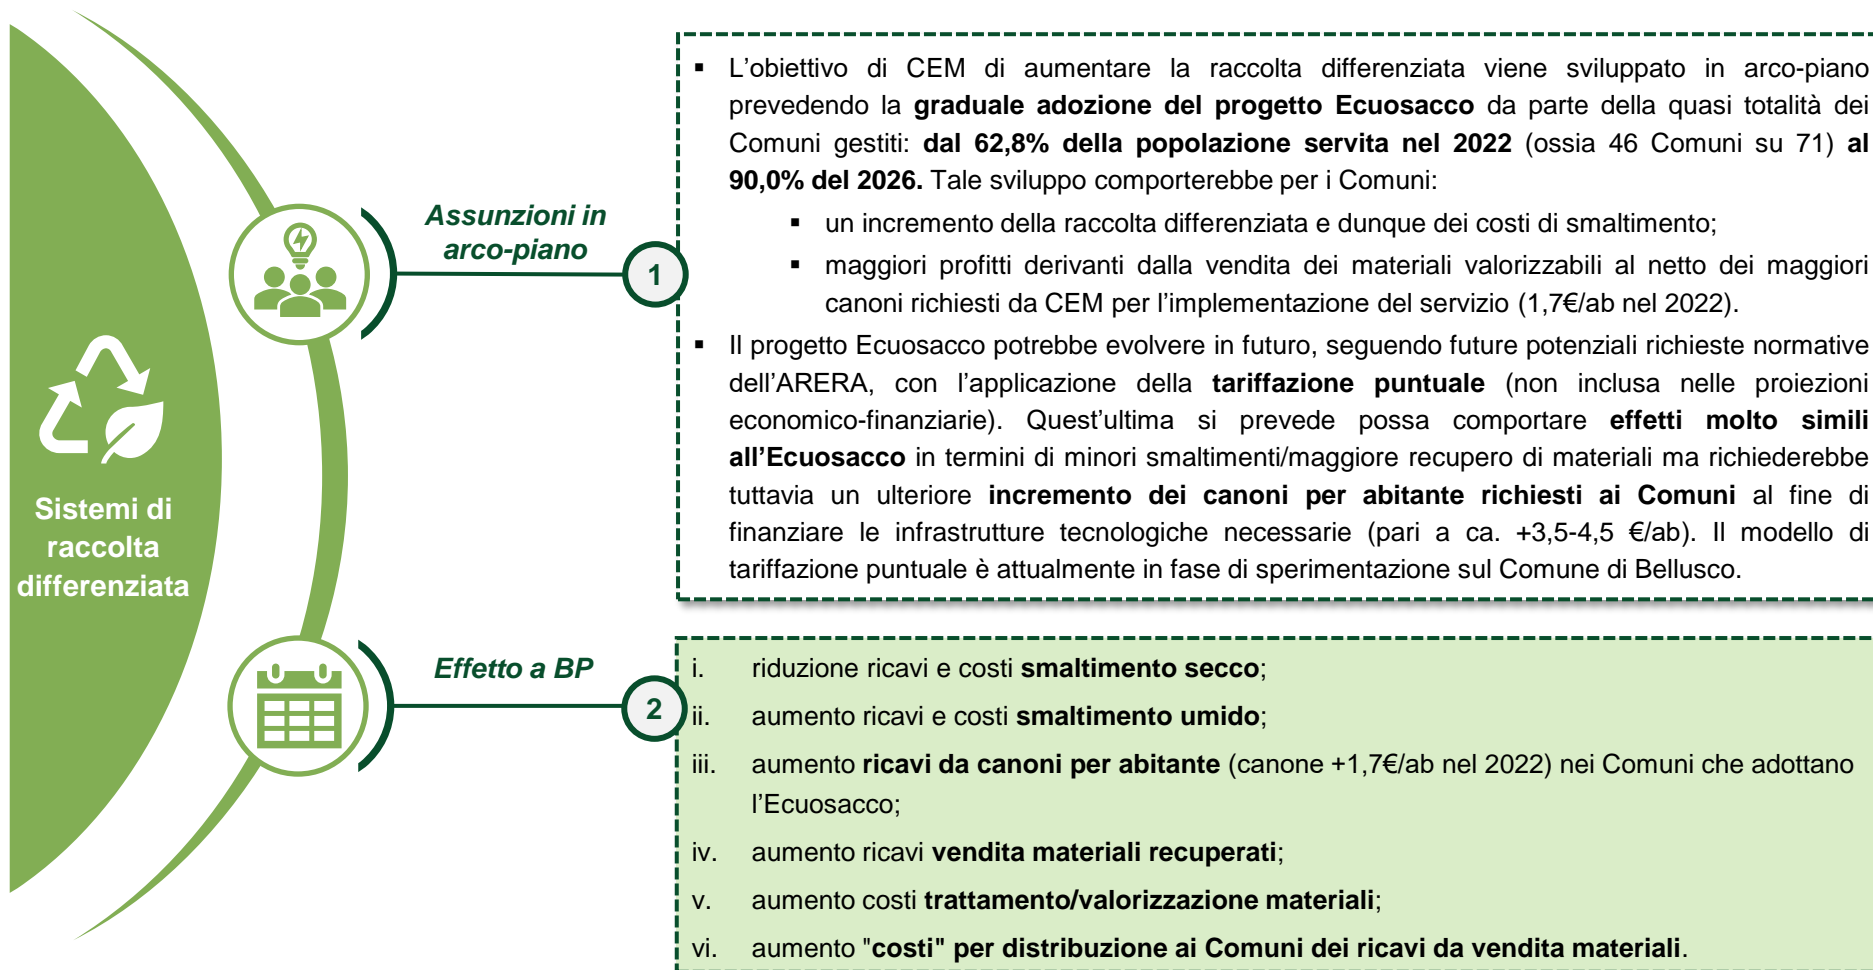 Sistemi di
raccolta
differenziata
Assunzioni in
arco-piano
1
▪ L’obiettivo di CEM di aumentare la raccolta differenziata viene sviluppato in arco-piano
prevedendo la graduale adozione del progetto Ecuosacco da parte della quasi totalità dei
Comuni gestiti: dal 62,8% della popolazione servita nel 2022 (ossia 46 Comuni su 71) al
90,0% del 2026. Tale sviluppo comporterebbe per i Comuni:
▪ un incremento della raccolta differenziata e dunque dei costi di smaltimento;
▪ maggiori profitti derivanti dalla vendita dei materiali valorizzabili al netto dei maggiori
canoni richiesti da CEM per l’implementazione del servizio (1,7€/ab nel 2022).
▪ Il progetto Ecuosacco potrebbe evolvere in futuro, seguendo future potenziali richieste normative
dell’ARERA, con l’applicazione della tariffazione puntuale (non inclusa nelle proiezioni
economico-finanziarie). Quest’ultima si prevede possa comportare effetti molto simili
all’Ecuosacco in termini di minori smaltimenti/maggiore recupero di materiali ma richiederebbe
tuttavia un ulteriore incremento dei canoni per abitante richiesti ai Comuni al fine di
finanziare le infrastrutture tecnologiche necessarie (pari a ca. +3,5-4,5 €/ab). Il modello di
tariffazione puntuale è attualmente in fase di sperimentazione sul Comune di Bellusco.
Effetto a BP
2
i. riduzione ricavi e costi smaltimento secco;
ii. aumento ricavi e costi smaltimento umido;
iii. aumento ricavi da canoni per abitante (canone +1,7€/ab nel 2022) nei Comuni che adottano
l’Ecuosacco;
iv. aumento ricavi vendita materiali recuperati;
v. aumento costi trattamento/valorizzazione materiali;
vi. aumento "costi" per distribuzione ai Comuni dei ricavi da vendita materiali.